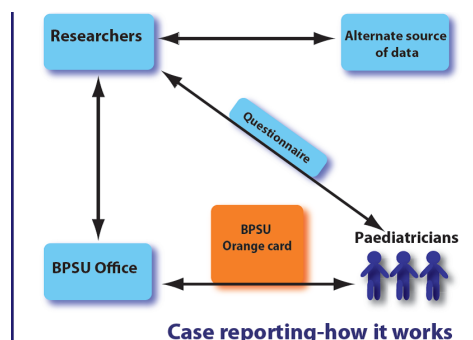 Researchers
Alternate source
of data
Questionnaire
BPSU
Orange card
Paediatricians
BPSU Office
Case reporting-how it works